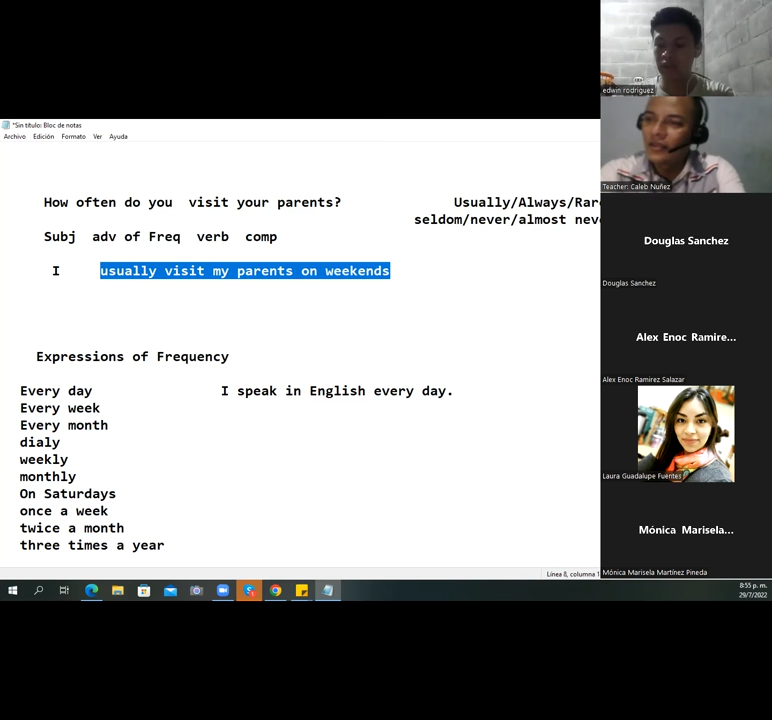 edwin rodriguez
*Sin título: Bloc de notas
Archivo Edición Formato Ver Ayuda
How often do you visit your parents? Usually/Always/Rare
seldom/never/almost neve
Teacher: Caleb Nuñez
Subj adv of Freq verb comp
Douglas Sanchez
I usually visit my parents on weekends
Douglas Sanchez
Alex Enoc Ramire...
Expressions of Frequency
Alex Enoc Ramirez Salazar
Every day I speak in English every day.
Every week
Every month
dialy
weekly
monthly
Laura Guadalupe Fuentes
On Saturdays
once a week
twice a month
Mónica Marisela...
three times a year
Línea 8, columna 1
Mónica Marisela Martínez Pineda
8:55 p. m.
29/7/2022